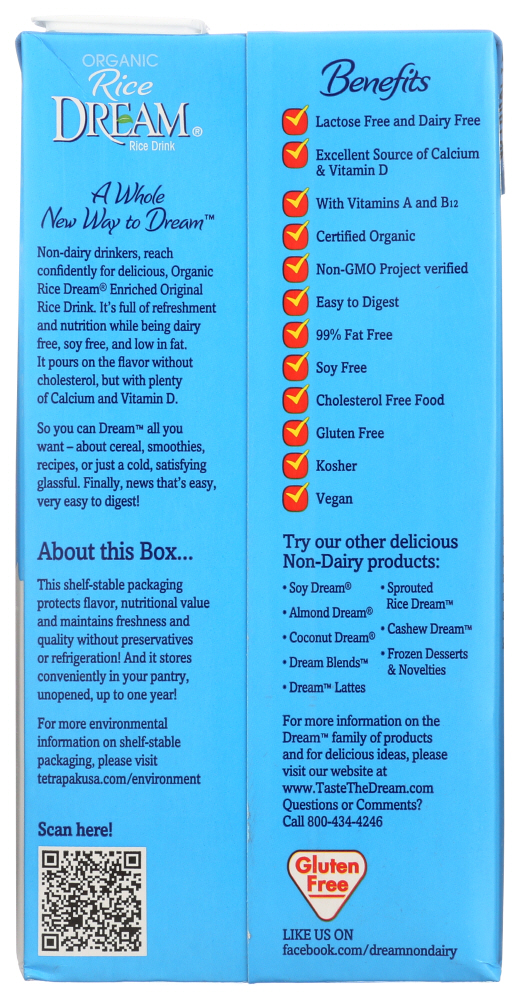 ORGANIC
Rice
DREAM®
Rice Drink
A Whole
New Way to Dream™
Non-dairy drinkers, reach
confidently for delicious, Organic
Rice Dream® Enriched Original
Rice Drink. It's full of refreshment
and nutrition while being dairy
free, soy free, and low in fat.
It pours on the flavor without
cholesterol, but with plenty
of Calcium and Vitamin D.
So you can Dream™ all you
want – about cereal, smoothies,
recipes, or just a cold, satisfying
glassful. Finally, news that's easy,
very easy to digest!
About this Box...
This shelf-stable packaging
protects flavor, nutritional value
and maintains freshness and
quality without preservatives
or refrigeration! And it stores
conveniently in your pantry,
unopened, up to one year!
For more environmental
information on shelf-stable
packaging, please visit
tetrapakusa.com/environment
Scan here!
Benefits
Lactose Free and Dairy Free
Excellent Source of Calcium
& Vitamin D
With Vitamins A and B12
Certified Organic
Non-GMO Project verified
Easy to Digest
99% Fat Free
Soy Free
Cholesterol Free Food
Gluten Free
Kosher
Vegan
Try our other delicious
Non-Dairy products:
• Soy Dream®
• Almond Dream®
• Coconut Dream®
• Dream Blends™
• Dream™ Lattes
• Sprouted
Rice Dream™
• Cashew Dream™
• Frozen Desserts
& Novelties
For more information on the
Dream™ family of products
and for delicious ideas, please
visit our website at
www.TasteTheDream.com
Questions or Comments?
Call 800-434-4246
Gluten
Free
LIKE US ON
facebook.com/dreamnondairy